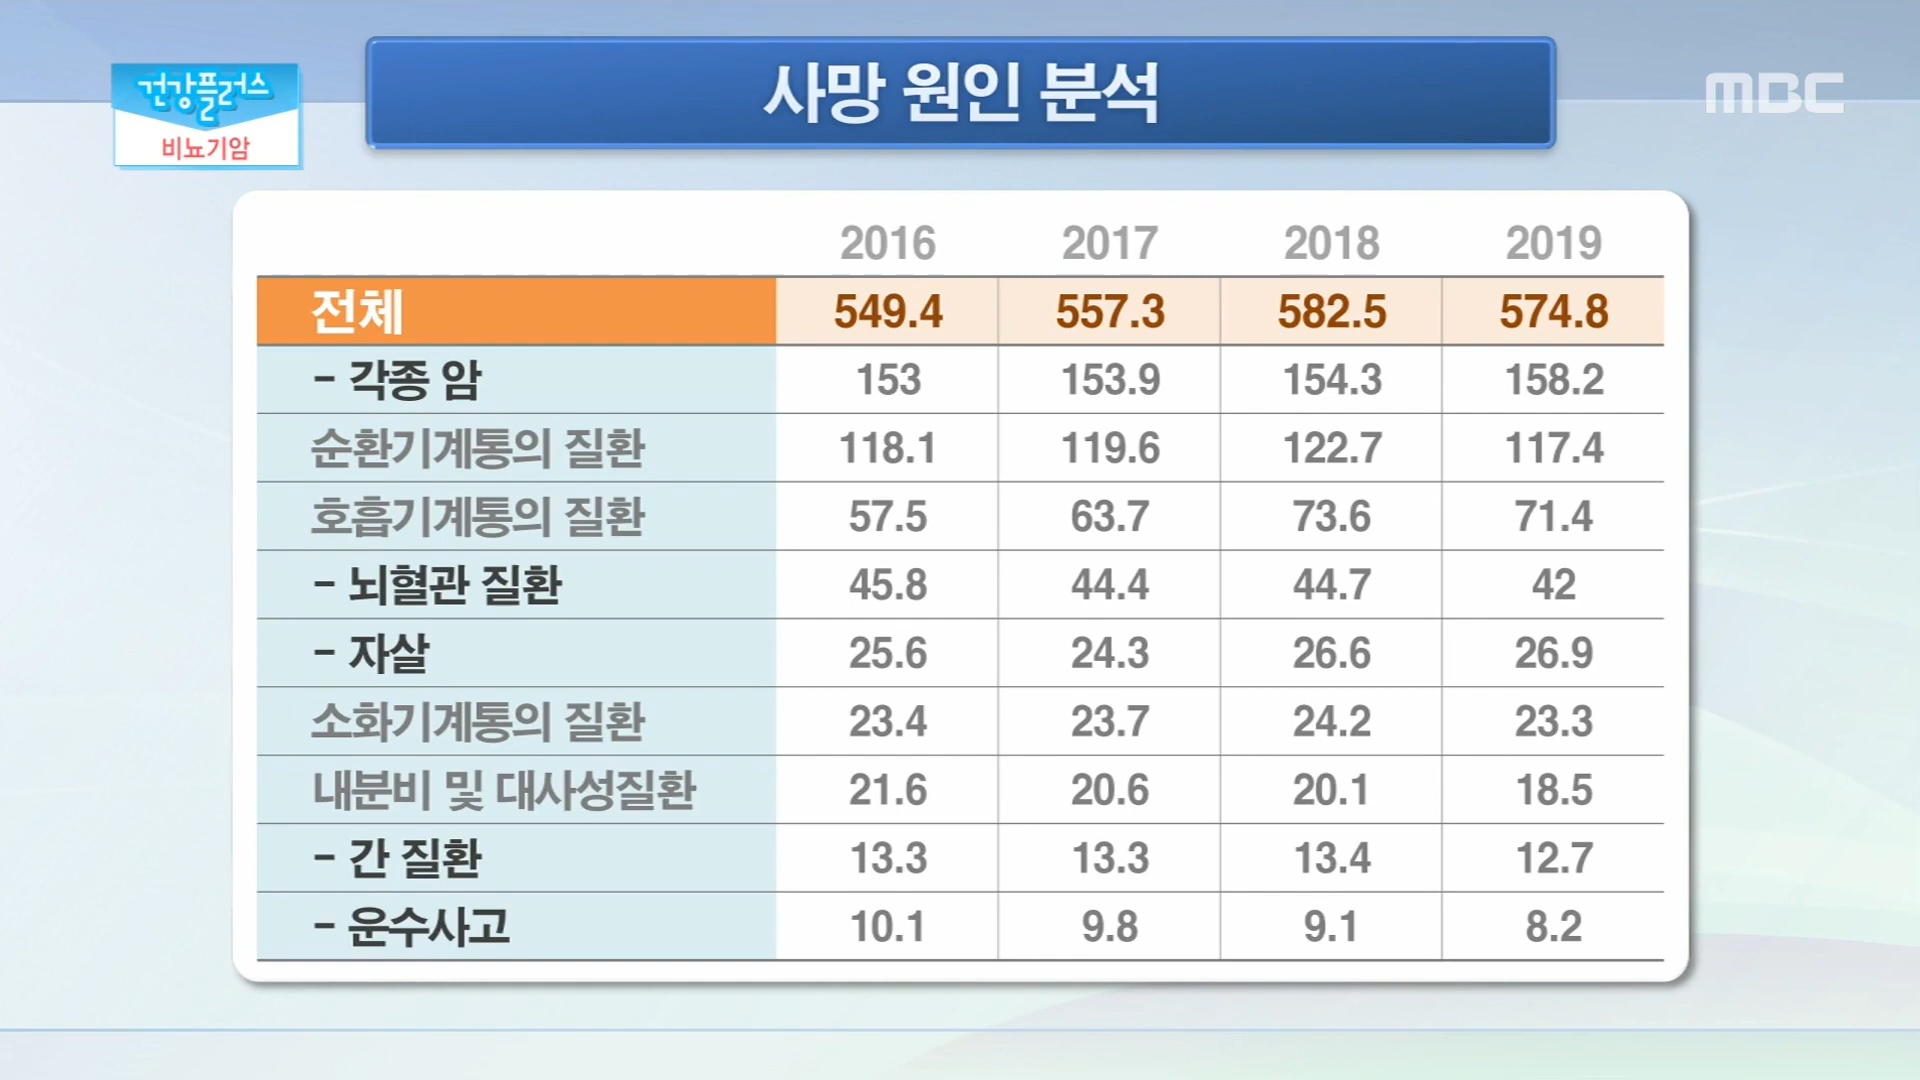 건강플러스
비뇨기암
사망 원인 분석
MBC
2016 2017 2018 2019
전체 549.4 557.3 582.5 574.8
- 각종 암 153 153.9 154.3 158.2
순환기계통의 질환 118.1 119.6 122.7 117.4
호흡기계통의 질환 57.5 63.7 73.6 71.4
- 뇌혈관 질환 45.8 44.4 44.7 42
- 자살 25.6 24.3 26.6 26.9
소화기계통의 질환 23.4 23.7 24.2 23.3
내분비 및 대사성질환 21.6 20.6 20.1 18.5
- 간 질환 13.3 13.3 13.4 12.7
- 운수사고 10.1 9.8 9.1 8.2